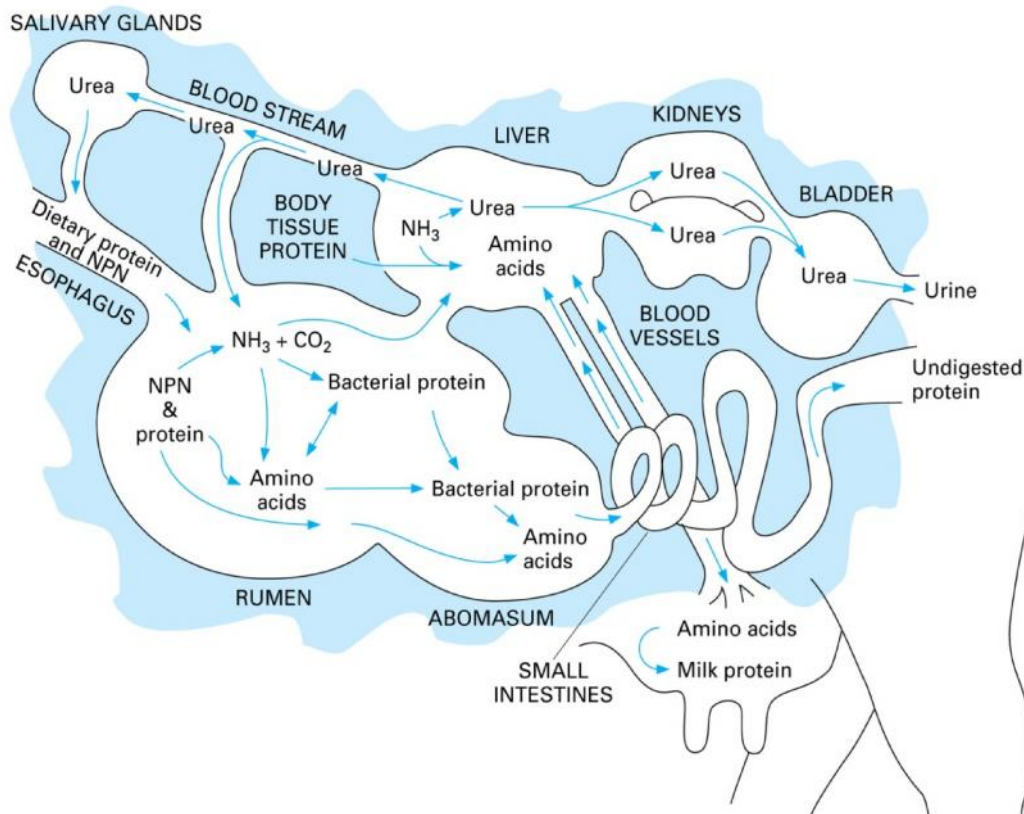 SALIVARY GLANDS
Urea
BLOOD STREAM
Urea
Urea
LIVER
KIDNEYS
Urea
Urea
BLADDER
Urea
Urine
BODY
TISSUE
PROTEIN
NH₃
Urea
Amino
acids
Dietary protein
and NPN
ESOPHAGUS
BLOOD
VESSELS
Undigested
protein
NH₃ + CO₂
NPN
&
protein
Bacterial protein
Amino
acids
Bacterial protein
Amino
acids
RUMEN
ABOMASUM
SMALL
INTESTINES
Amino acids
Milk protein